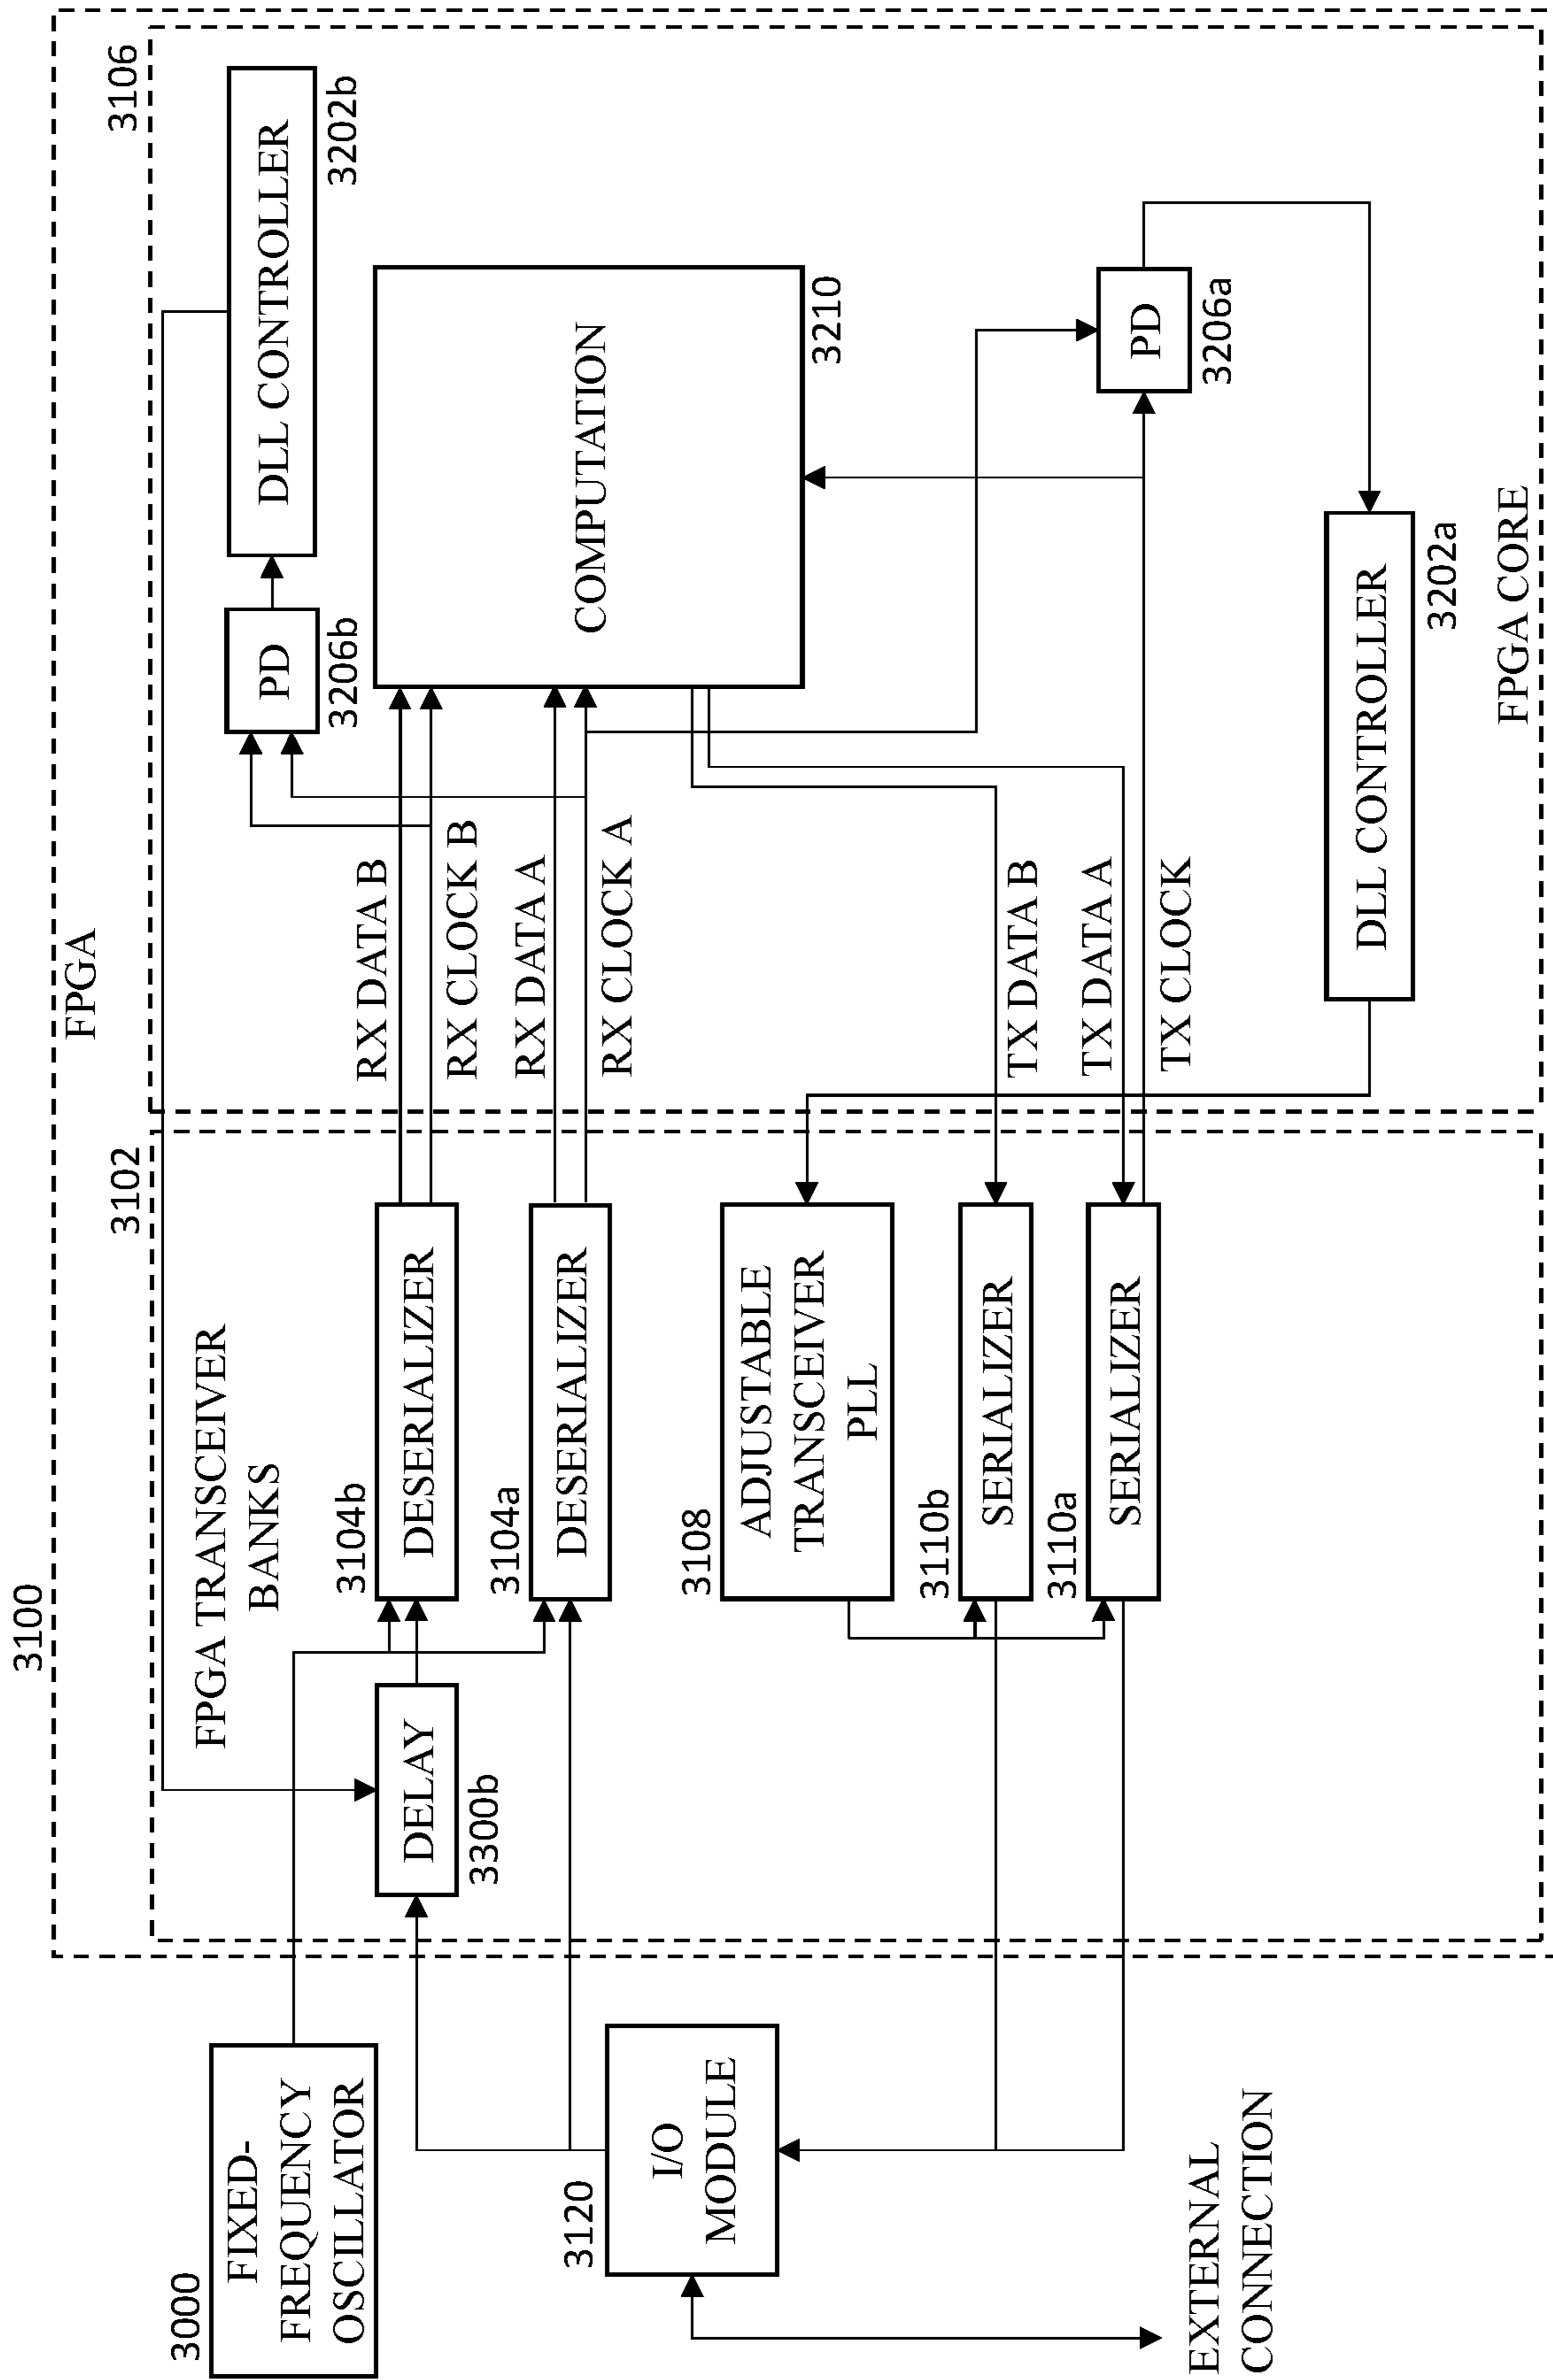 3100
FPGA
3000
FIXED-
FREQUENCY
OSCILLATOR
3102
FPGA TRANSCEIVER
BANKS
3106
DLL CONTROLLER
3202b
PD
3206b
DELAY
3300b
3104b
DESERIALIZER
3104a
DESERIALIZER
RX DATA B
RX CLOCK B
RX DATA A
RX CLOCK A
COMPUTATION
3210
3120
I/O
MODULE
3108
ADJUSTABLE
TRANSCEIVER
PLL
3110b
SERIALIZER
3110a
SERIALIZER
TX DATA B
TX DATA A
TX CLOCK
PD
3206a
DLL CONTROLLER
3202a
FPGA CORE
EXTERNAL
CONNECTION